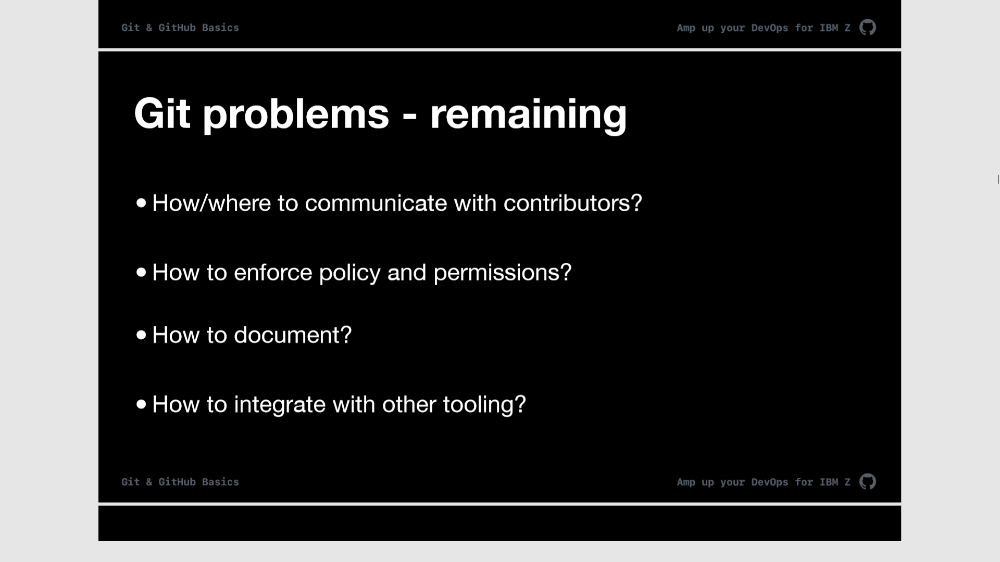 Git & GitHub Basics
Amp up your DevOps for IBM Z
Git problems - remaining
• How/where to communicate with contributors?
• How to enforce policy and permissions?
• How to document?
• How to integrate with other tooling?
Git & GitHub Basics
Amp up your DevOps for IBM Z